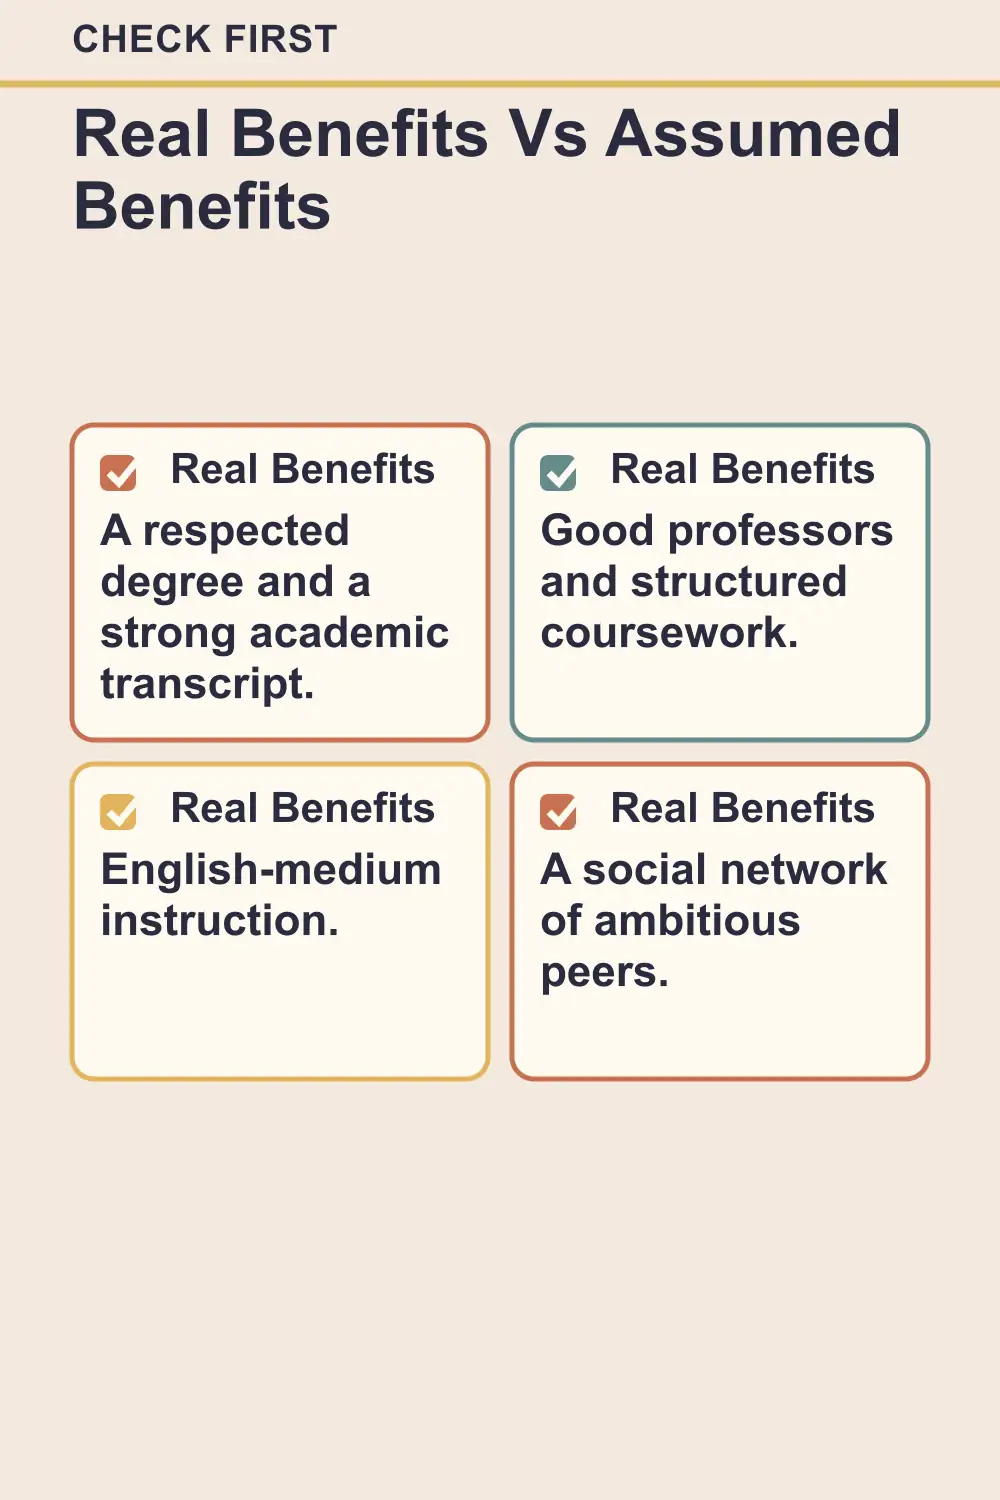 CHECK FIRST
Real Benefits Vs Assumed
Benefits
Real Benefits
A respected
degree and a
strong academic
transcript.
Real Benefits
Good professors
and structured
coursework.
Real Benefits
English-medium
instruction.
Real Benefits
A social network
of ambitious
peers.